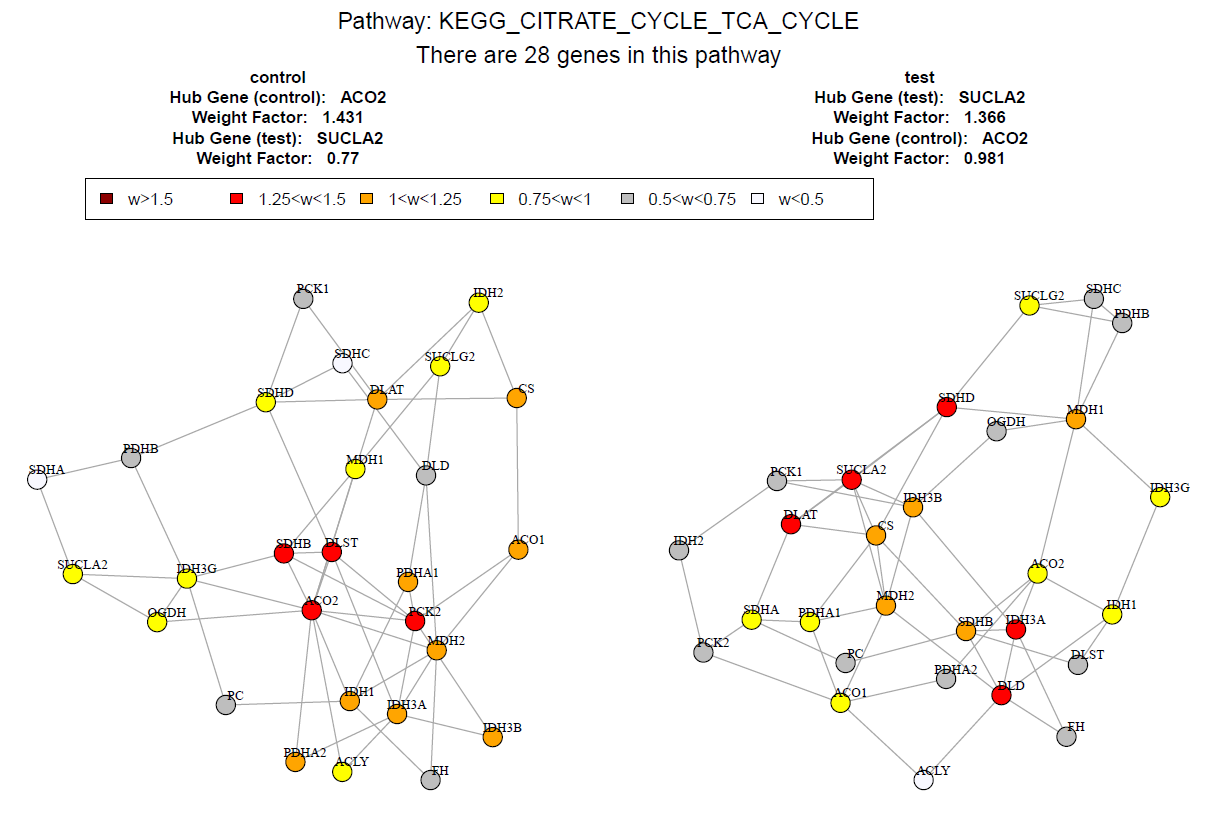 Pathway: KEGG_CITRATE_CYCLE_TCA_CYCLE
There are 28 genes in this pathway
control
Hub Gene (control): ACO2
Weight Factor: 1.431
Hub Gene (test): SUCLA2
Weight Factor: 0.77
test
Hub Gene (test): SUCLA2
Weight Factor: 1.366
Hub Gene (control): ACO2
Weight Factor: 0.981
w>1.5 1.25<w<1.5 1<w<1.25 0.75<w<1 0.5<w<0.75 w<0.5
PCK1
IDH2
SDHC
SUCLG2
SDHD
DLAT
CS
PDHB
MDH1
DLD
SDHA
SDHB
DLST
ACO1
SUCLA2
IDH3G
PDHA1
OGDH
ACO2
PCK2
MDH2
PC
IDH1
IDH3A
IDH3B
PDHA2
ACLY
FH
SUCLG2
SDHC
PDHB
SDHD
MDH1
OGDH
PCK1
SUCLA2
IDH3B
IDH3G
DLAT
CS
IDH2
ACO2
SDHA
PDHA1
MDH2
IDH1
SDHB
IDH3A
PCK2
PC
DLST
PDHA2
ACO1
DLD
FH
ACLY